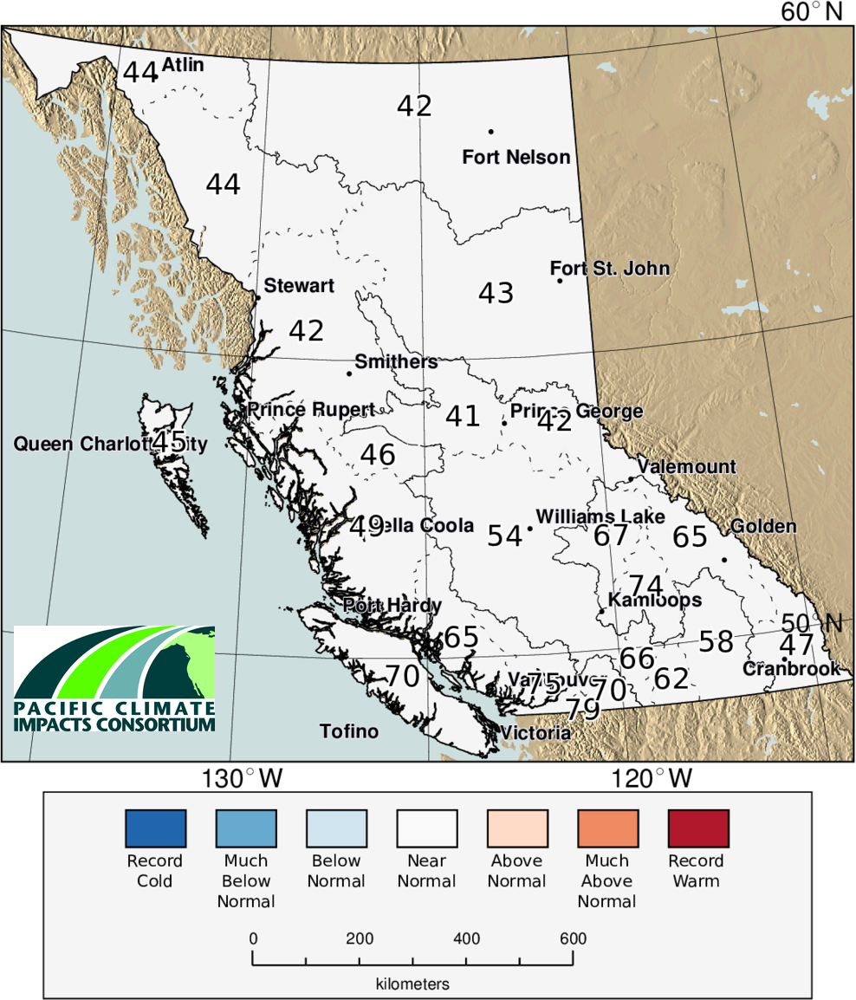 60° N
44
Atlin
42
Fort Nelson
44
Fort St. John
Stewart
43
42
Smithers
Prince Rupert
41
Prince George
42
Queen Charlotte City
45
46
Valemount
49
Bella Coola
54
Williams Lake
67
65
Golden
74
Kamloops
Port Hardy
50° N
65
58
47
66
Cranbrook
70
Vancouver
75
70
62
79
Tofino
Victoria
PACIFIC CLIMATE
IMPACTS CONSORTIUM
130° W
120° W
Record
Cold
Much
Below
Normal
Below
Normal
Near
Normal
Above
Normal
Much
Above
Normal
Record
Warm
0 200 400 600
kilometers